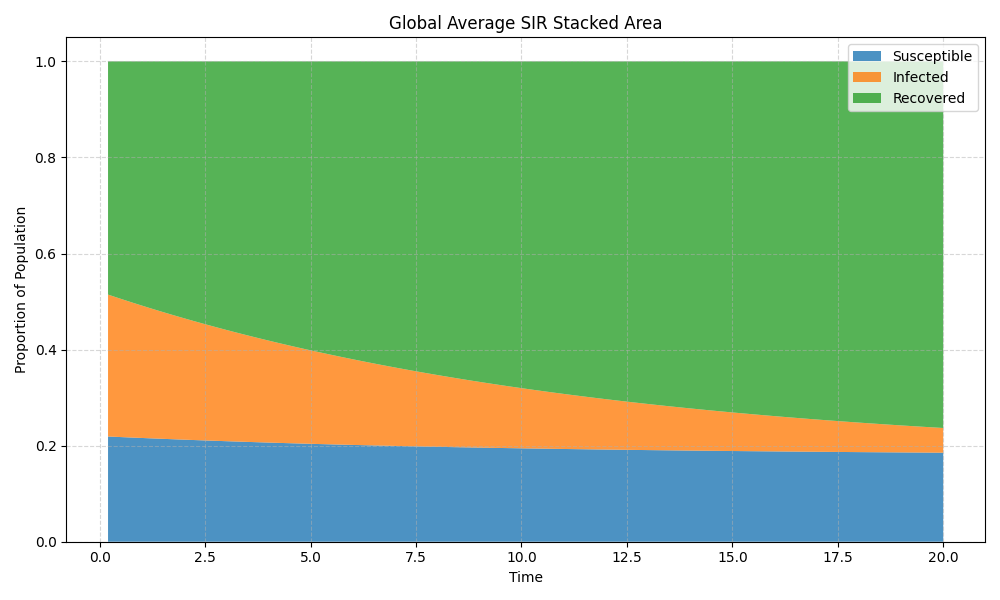 Global Average SIR Stacked Area
Susceptible
Infected
Recovered
Proportion of Population
1.0
0.8
0.6
0.4
0.2
0.0
0.0 2.5 5.0 7.5 10.0 12.5 15.0 17.5 20.0
Time